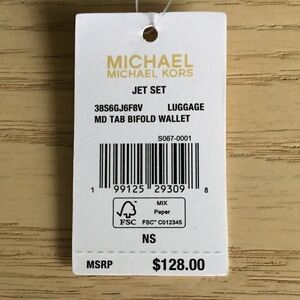 MICHAEL
MICHAEL KORS
JET SET
38S6GJ6F8V LUGGAGE
MD TAB BIFOLD WALLET
S067-0001
1 99125 29309 8
FSC
MIX
Paper
FSC™ C012345
NS
MSRP $128.00